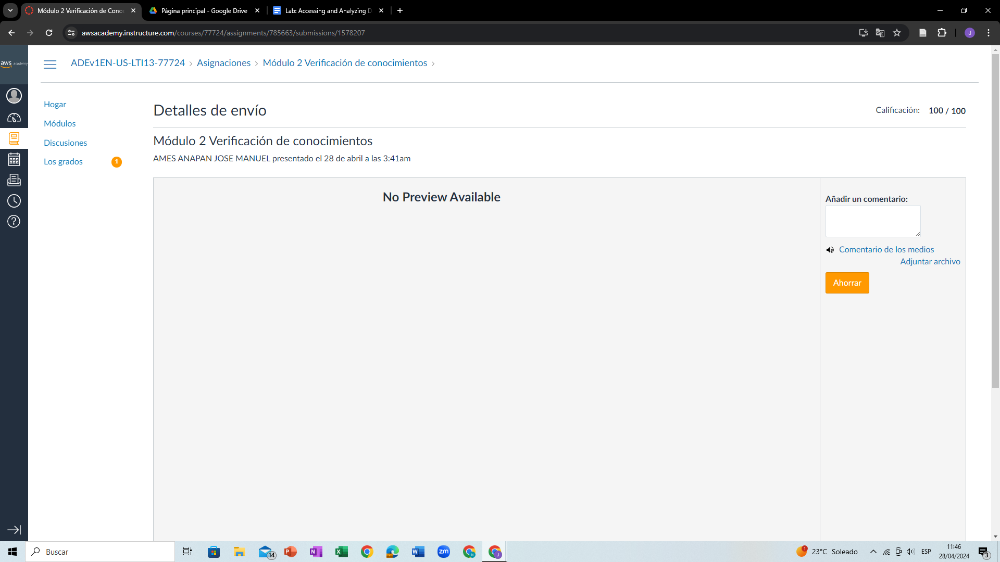 Módulo 2 Verificación de Cono
Página principal - Google Drive
Lab: Accessing and Analyzing D
awsacademy.instructure.com/courses/77724/assignments/785663/submissions/1578207
J
aws academy
ADEv1EN-US-LTI13-77724 > Asignaciones > Módulo 2 Verificación de conocimientos >
Hogar
Módulos
Discusiones
Los grados
1
Detalles de envío
Calificación: 100 / 100
Módulo 2 Verificación de conocimientos
AMES ANAPAN JOSE MANUEL presentado el 28 de abril a las 3:41am
No Preview Available
Añadir un comentario:
Comentario de los medios
Adjuntar archivo
Ahorrar
Buscar
14
zm
1
23°C Soleado
ESP
11:46
28/04/2024
3